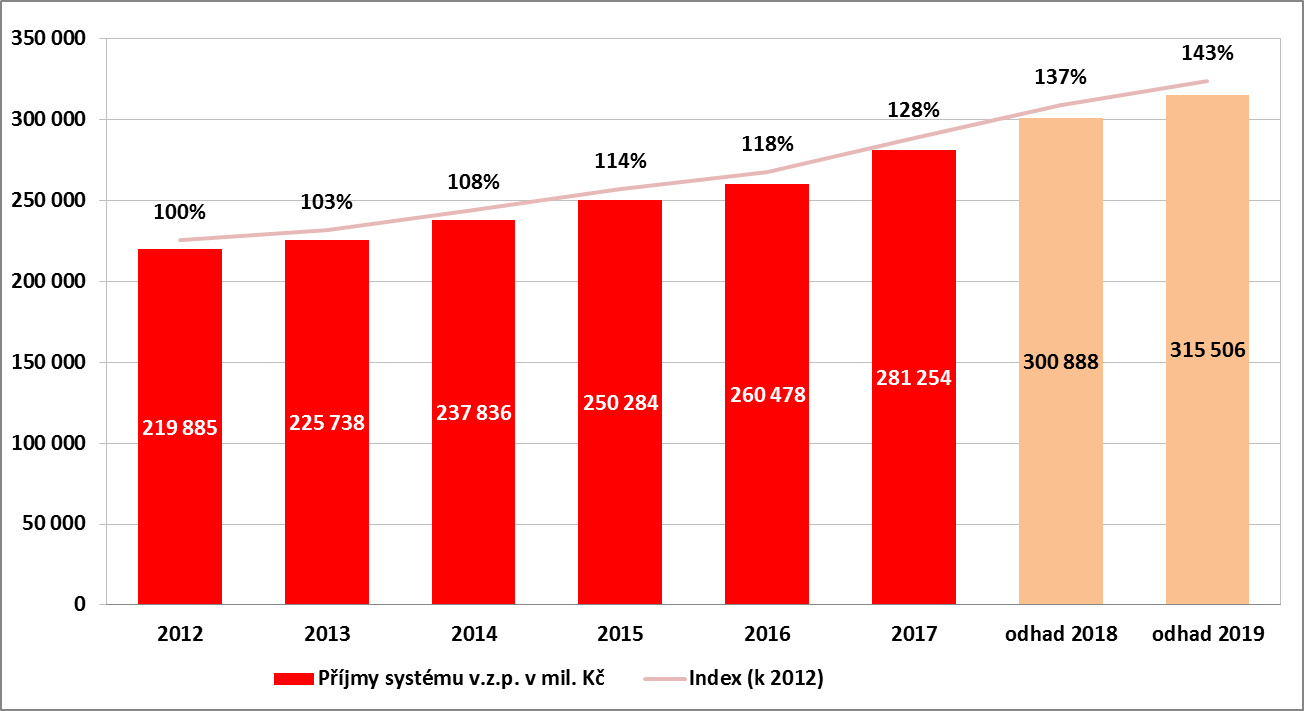 350 000
300 000
250 000
200 000
150 000
100 000
50 000
0
100% 103% 108% 114% 118% 128% 137% 143%
219 885 225 738 237 836 250 284 260 478 281 254 300 888 315 506
2012 2013 2014 2015 2016 2017 odhad 2018 odhad 2019
Příjmy systému v.z.p. v mil. Kč Index (k 2012)